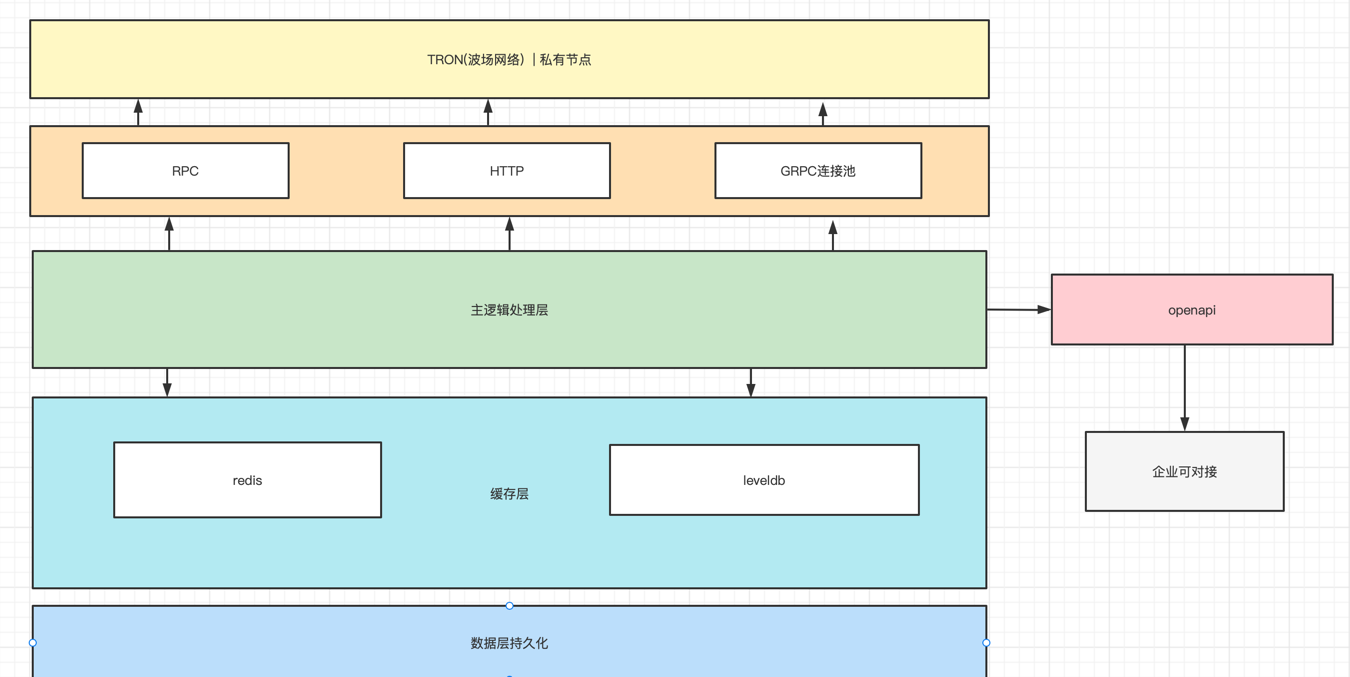 TRON(波场网络) ｜私有节点
RPC
HTTP
GRPC连接池
主逻辑处理层
openapi
redis
缓存层
leveldb
企业可对接
数据层持久化